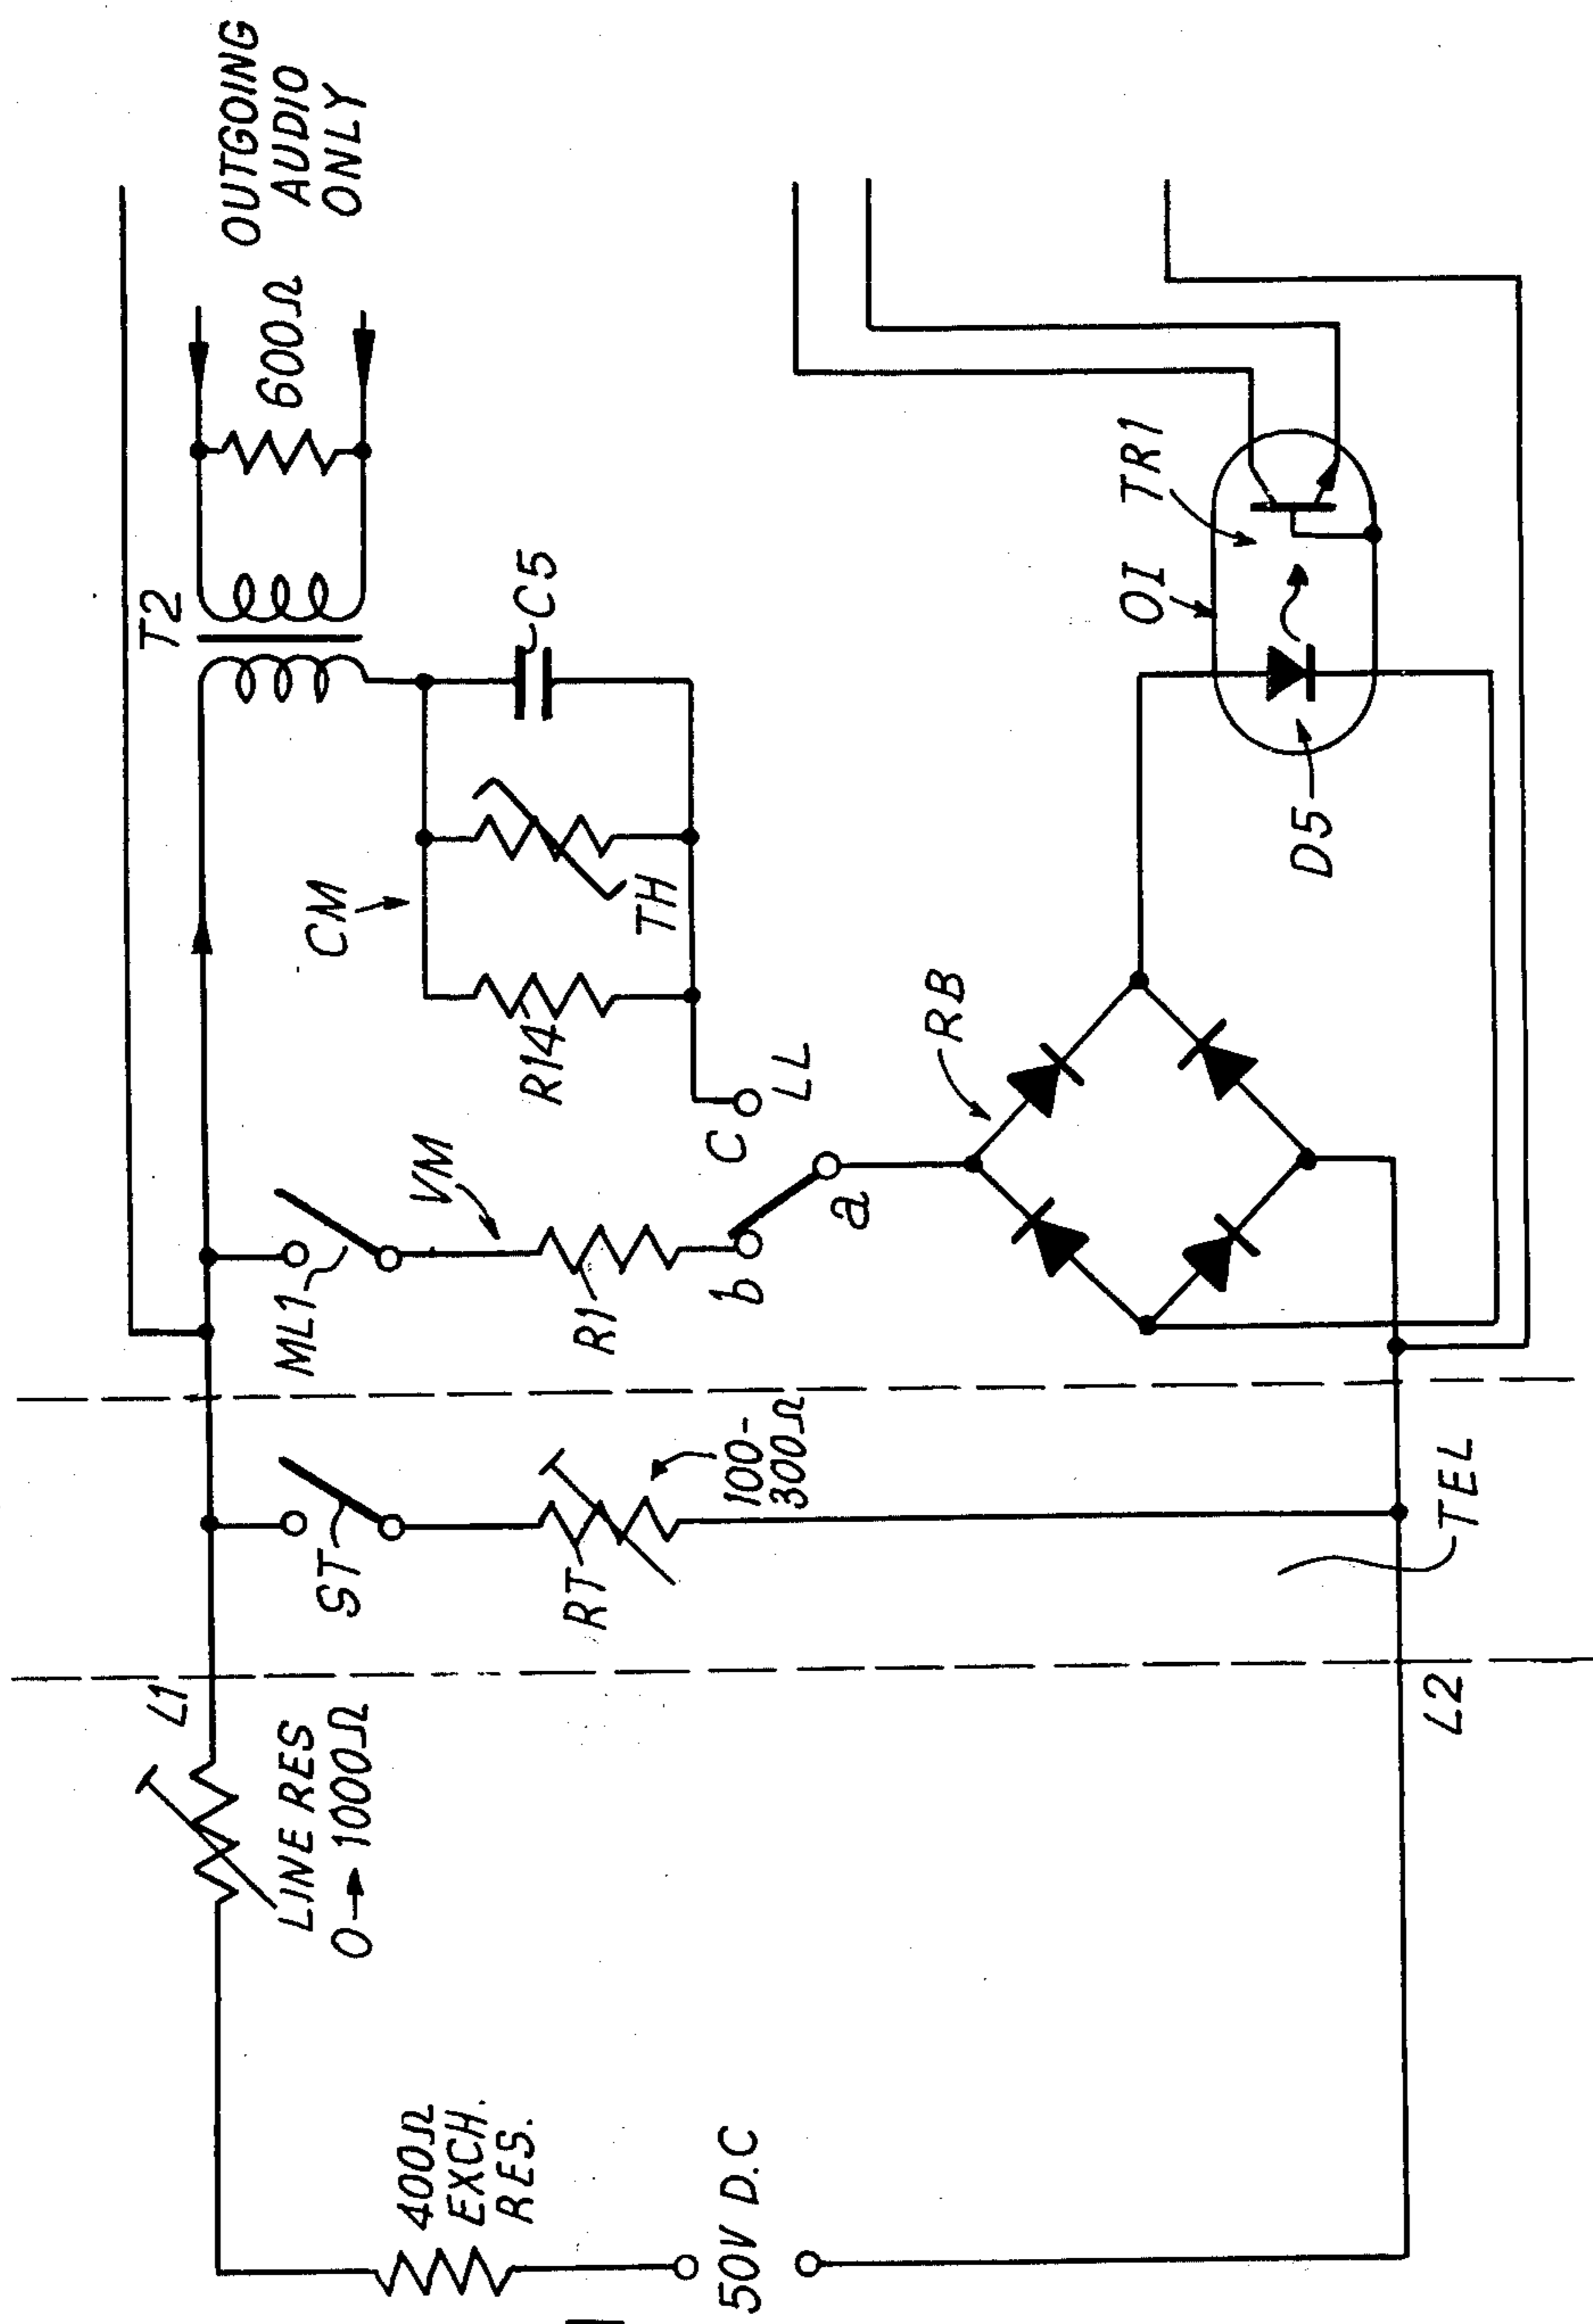 OUTGOING
AUDIO
ONLY
600Ω
T2
C5
CM
TH
R14
LL
C
VM
ML1
R1
b
a
RB
OI
TR1
D5
ST
RT
100-
300Ω
TEL
L1
LINE RES
0→1000Ω
L2
400Ω
EXCH.
RES.
50V D.C